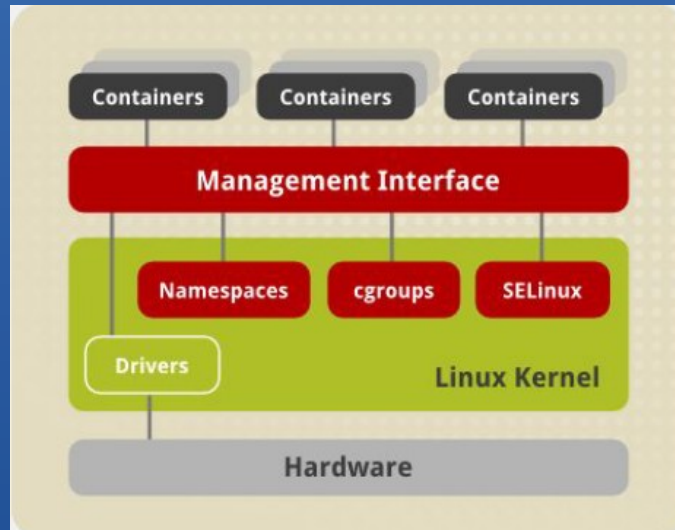 Containers Containers Containers
Management Interface
Namespaces cgroups SELinux
Drivers
Linux Kernel
Hardware